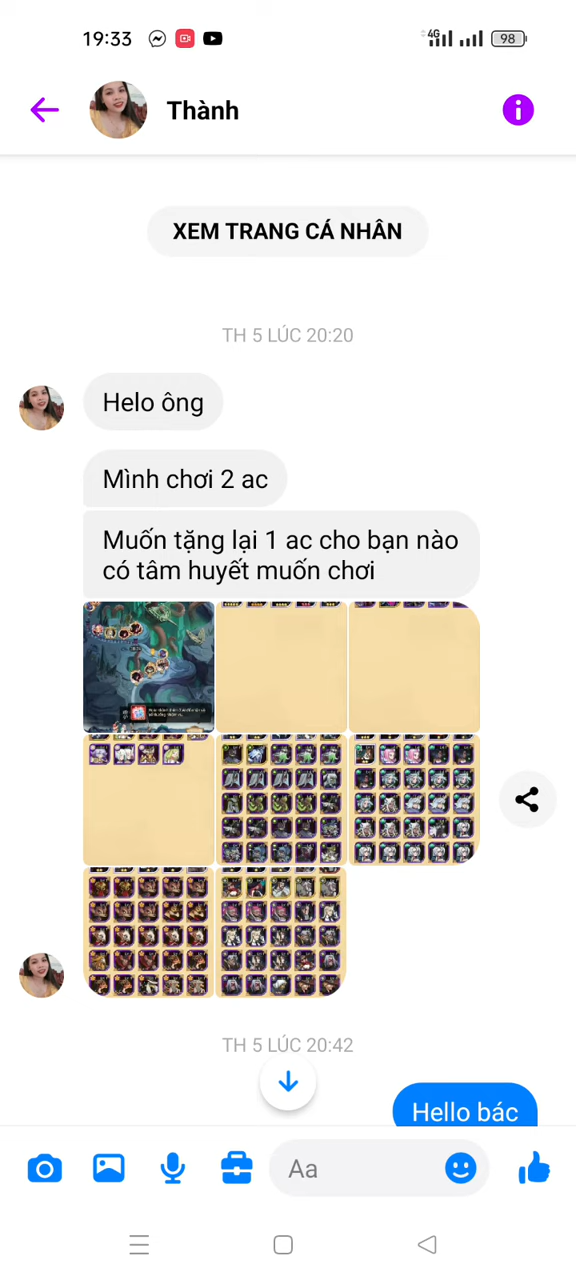 19:33
4G
98
Thành
XEM TRANG CÁ NHÂN
TH 5 LÚC 20:20
Helo ông
Mình chơi 2 ac
Muốn tặng lại 1 ac cho bạn nào
có tâm huyết muốn chơi
TH 5 LÚC 20:42
Hello bác
Aa